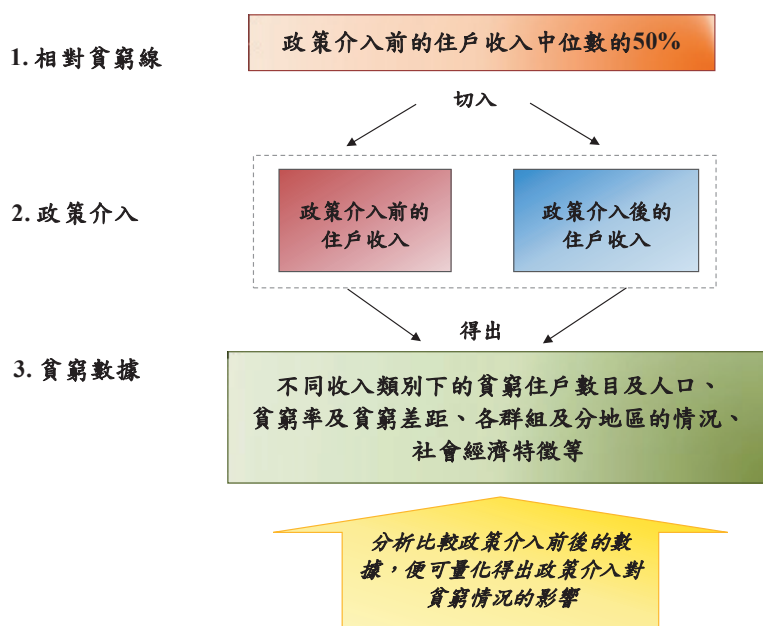 1. 相對貧窮線
政策介入前的住戶收入中位數的50%
切入
2. 政策介入
政策介入前的
住戶收入
政策介入後的
住戶收入
得出
3. 貧窮數據
不同收入類別下的貧窮住戶數目及人口、
貧窮率及貧窮差距、各群組及分地區的情況、
社會經濟特徵等
分析比較政策介入前後的數
據，便可量化得出政策介入對
貧窮情況的影響